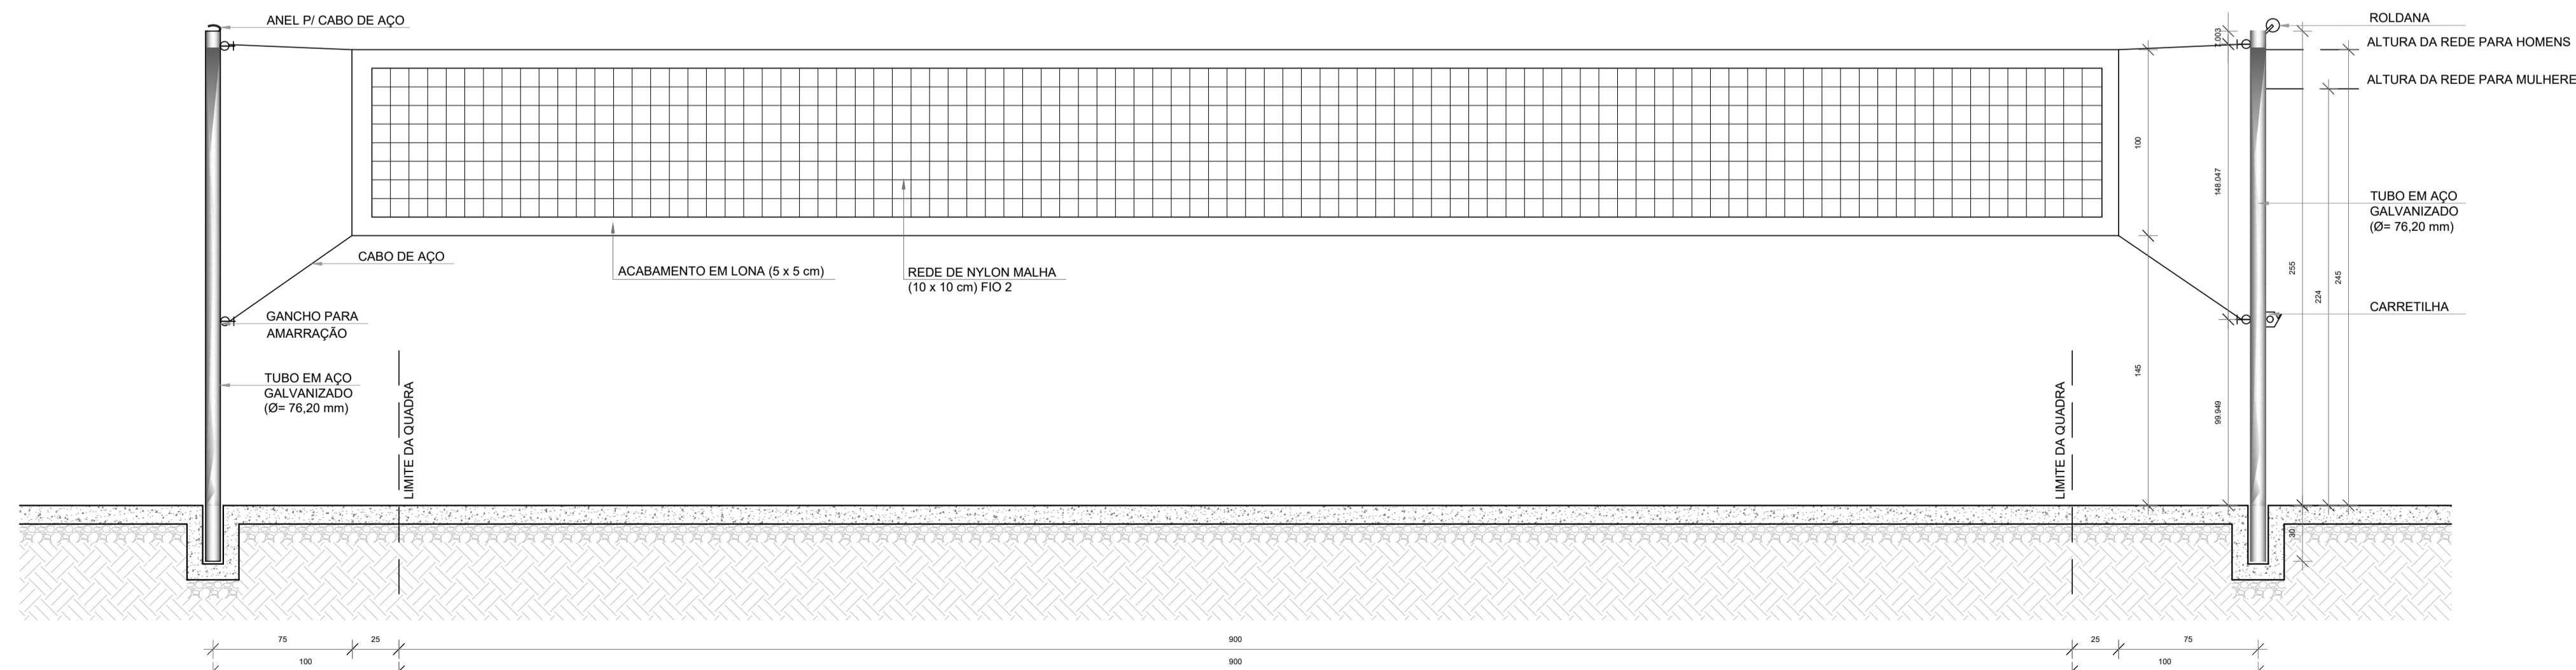 ANEL P/ CABO DE AÇO
ROLDANA
ALTURA DA REDE PARA HOMENS
ALTURA DA REDE PARA MULHERE
7.003
100
148.047
TUBO EM AÇO
GALVANIZADO
(Ø= 76,20 mm)
CABO DE AÇO
ACABAMENTO EM LONA (5 x 5 cm)
REDE DE NYLON MALHA
(10 x 10 cm) FIO 2
255
245
224
GANCHO PARA
AMARRAÇÃO
CARRETILHA
TUBO EM AÇO
GALVANIZADO
(Ø= 76,20 mm)
LIMITE DA QUADRA
LIMITE DA QUADRA
145
99.949
30
75
25
900
25
75
100
900
100